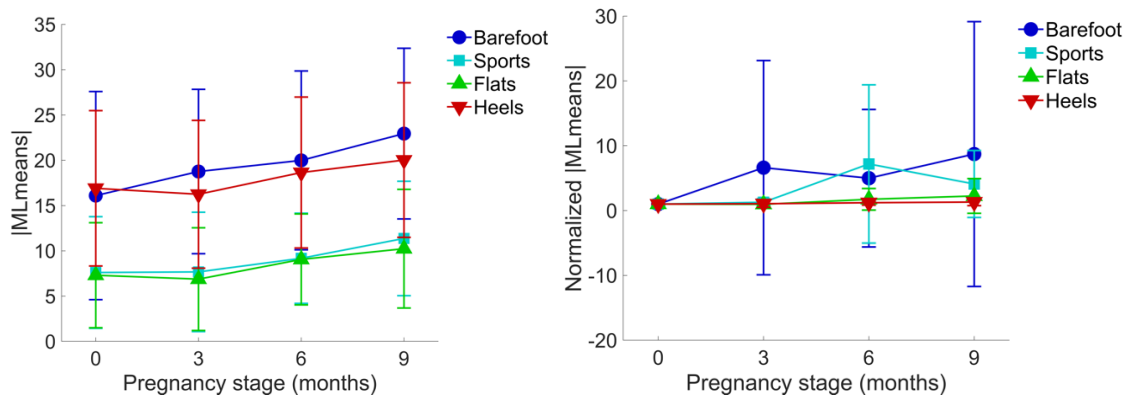 |MLmeans|
35
30
25
20
15
10
5
0
0 3 6 9
Pregnancy stage (months)
Barefoot
Sports
Flats
Heels
Normalized |MLmeans|
30
20
10
0
-10
-20
0 3 6 9
Pregnancy stage (months)
Barefoot
Sports
Flats
Heels